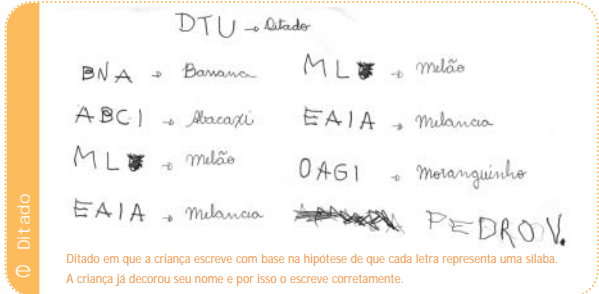 DTU → Ditado
BNA → Banana
ABCI → Abacaxi
ML → melão
EAIA → melancia
ML → melão
EAIA → melancia
OAGI → moranguinho
PEDRO V.
e Ditado
Ditado em que a criança escreve com base na hipótese de que cada letra representa uma sílaba.
A criança já decorou seu nome e por isso o escreve corretamente.